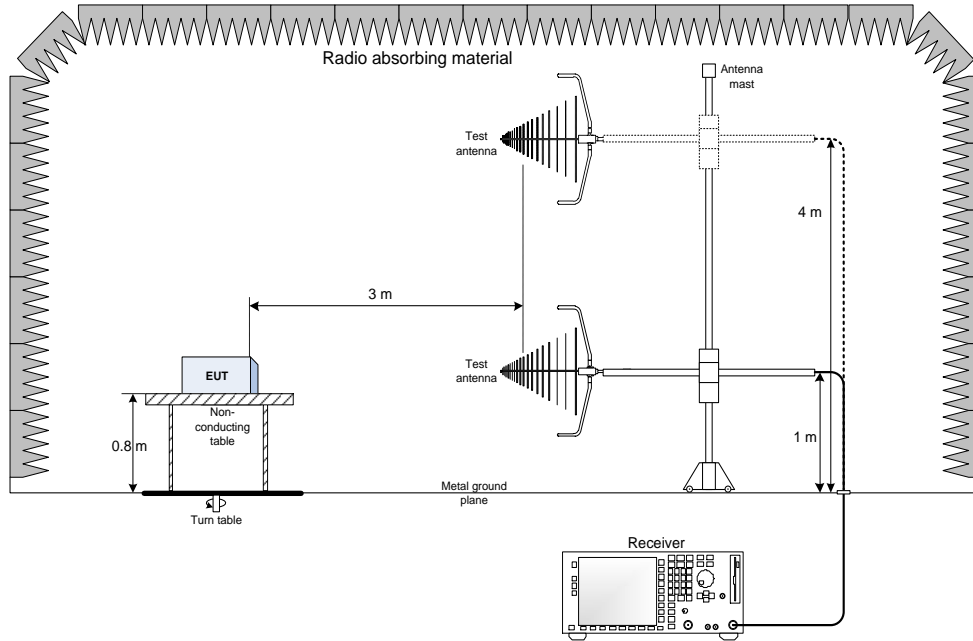 Radio absorbing material
Antenna
mast
Test
antenna
4 m
3 m
EUT
Test
antenna
Non-
conducting
table
0.8 m
1 m
Metal ground
plane
Turn table
Receiver